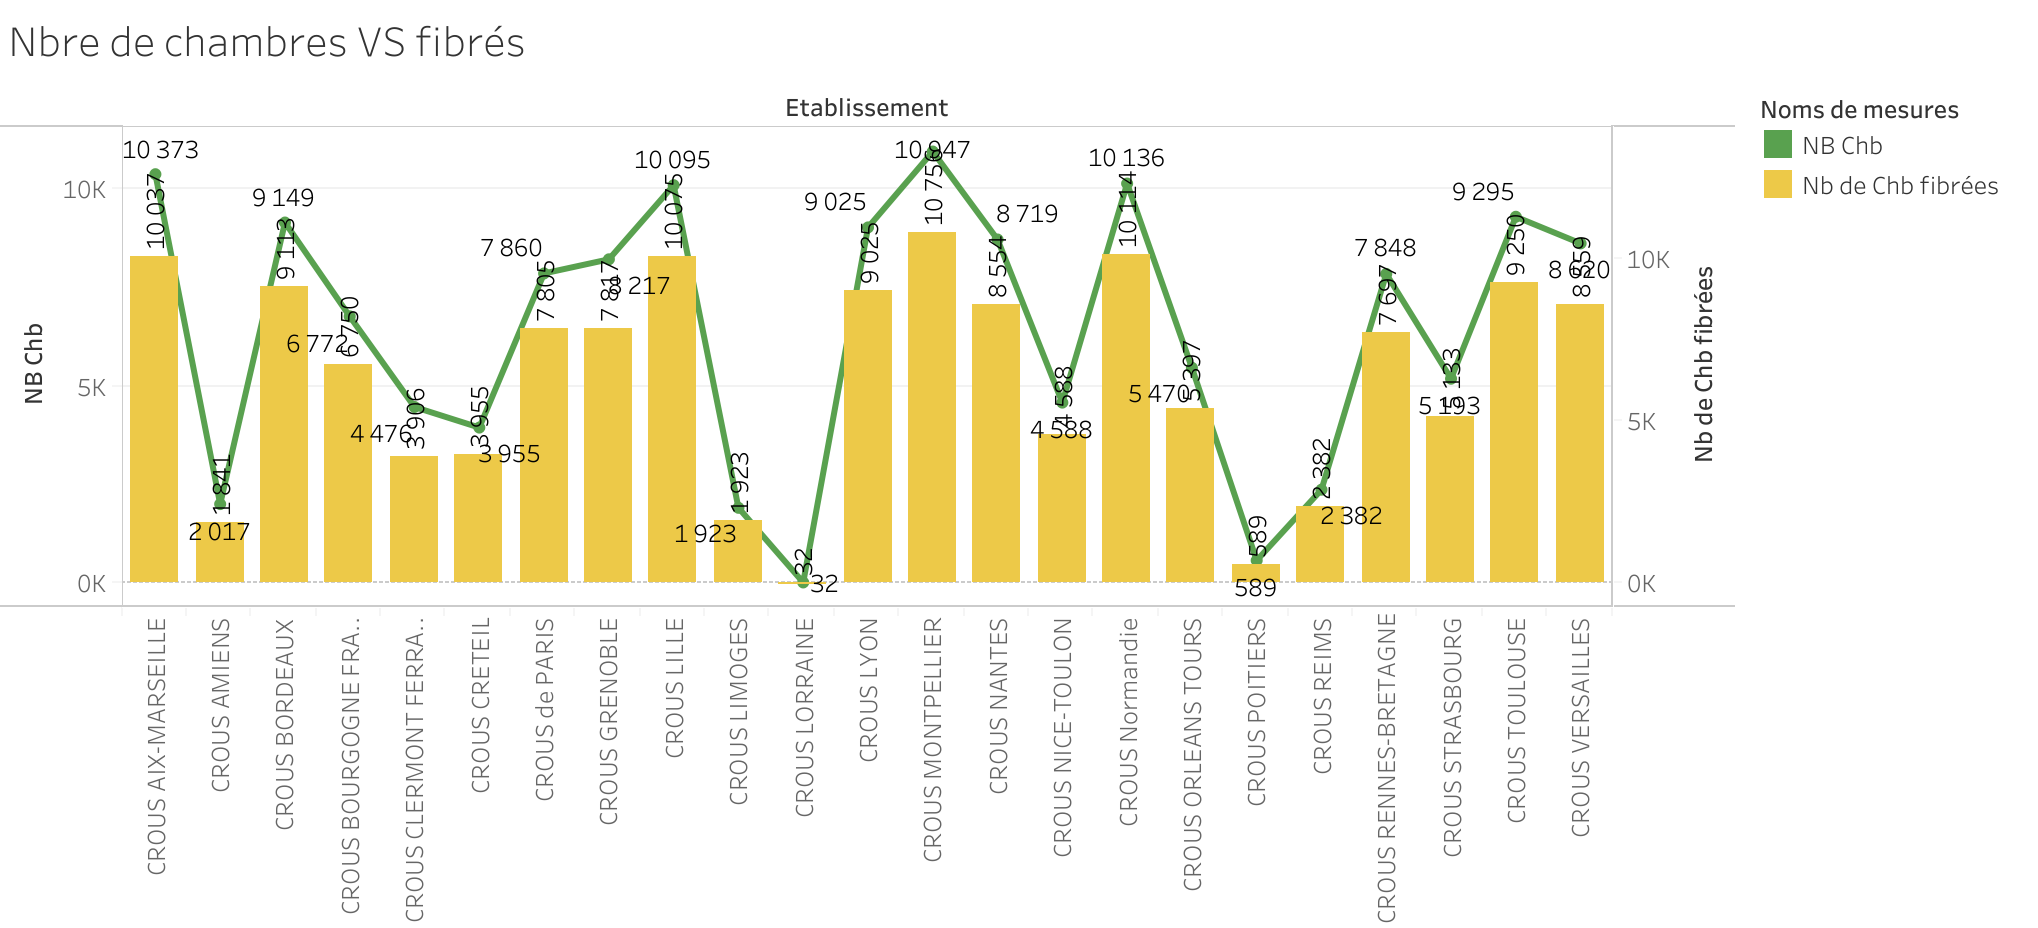 Nbre de chambres VS fibrés
Etablissement
Noms de mesures
NB Chb
Nb de Chb fibrées
NB Chb
10K
5K
0K
Nb de Chb fibrées
10K
5K
0K
10 373
10 037
2 017
1 841
9 149
9 113
6 772
6 750
4 476
3 906
3 955
3 955
7 860
7 805
8 217
7 817
10 095
10 075
1 923
1 923
32
32
9 025
9 025
8 719
8 554
4 588
4 588
10 136
10 114
5 470
5 397
589
589
2 382
2 382
7 848
7 697
5 193
5 133
9 295
9 250
CROUS AIX-MARSEILLE
CROUS AMIENS
CROUS BORDEAUX
CROUS BOURGOGNE FRA..
CROUS CLERMONT FERRA..
CROUS CRETEIL
CROUS de PARIS
CROUS GRENOBLE
CROUS LILLE
CROUS LIMOGES
CROUS LORRAINE
CROUS LYON
CROUS MONTPELLIER
CROUS NANTES
CROUS NICE-TOULON
CROUS Normandie
CROUS ORLEANS TOURS
CROUS POITIERS
CROUS REIMS
CROUS RENNES-BRETAGNE
CROUS STRASBOURG
CROUS TOULOUSE
CROUS VERSAILLES